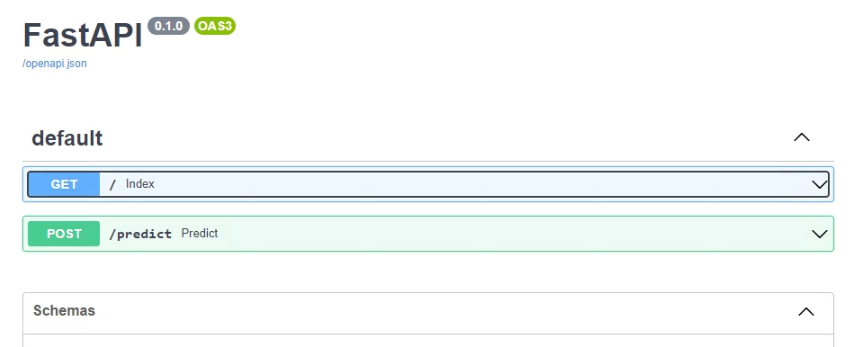 FastAPI 0.1.0 OAS3
/openapi.json
default
GET / Index
POST /predict Predict
Schemas